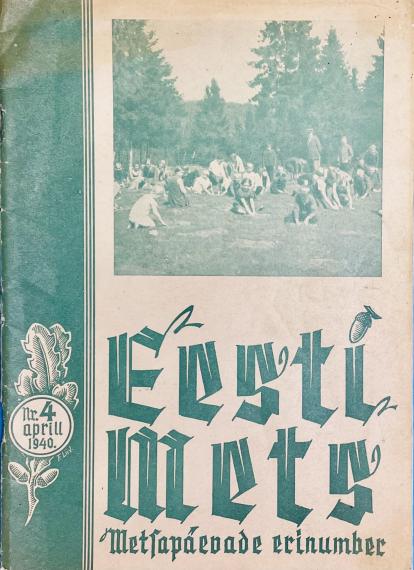 Nr. 4
aprill
1940.
Eesti
Mets
Metsapäevade erinumber